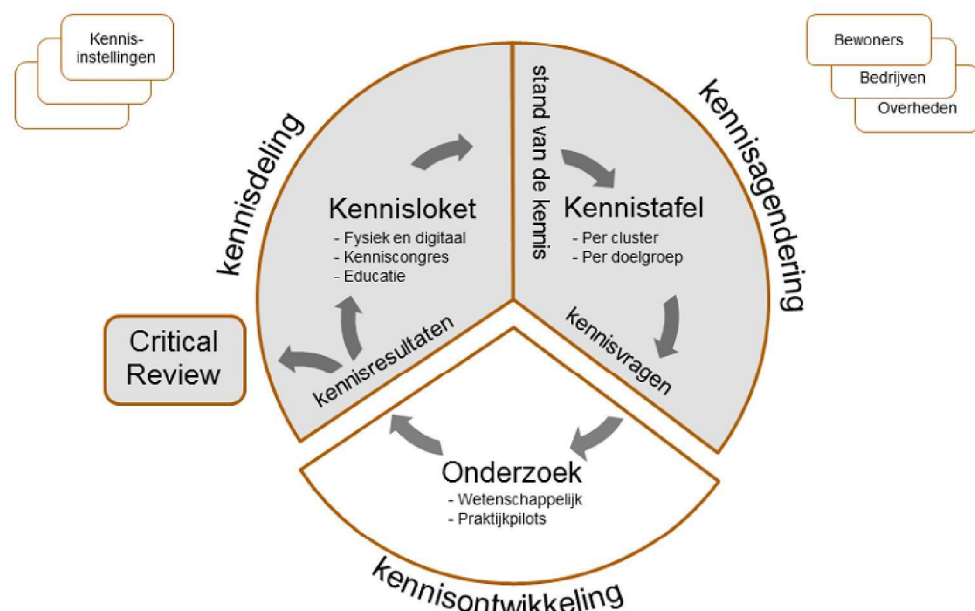 Kennis-
instellingen
Bewoners
Bedrijven
Overheden
kennisdeling
stand van de kennis
kennisagendering
Kennisloket
- Fysiek en digitaal
- Kenniscongres
- Educatie
Kennistafel
- Per cluster
- Per doelgroep
Critical
Review
kennisresultaten
kennisvragen
Onderzoek
- Wetenschappelijk
- Praktijkpilots
kennisontwikkeling